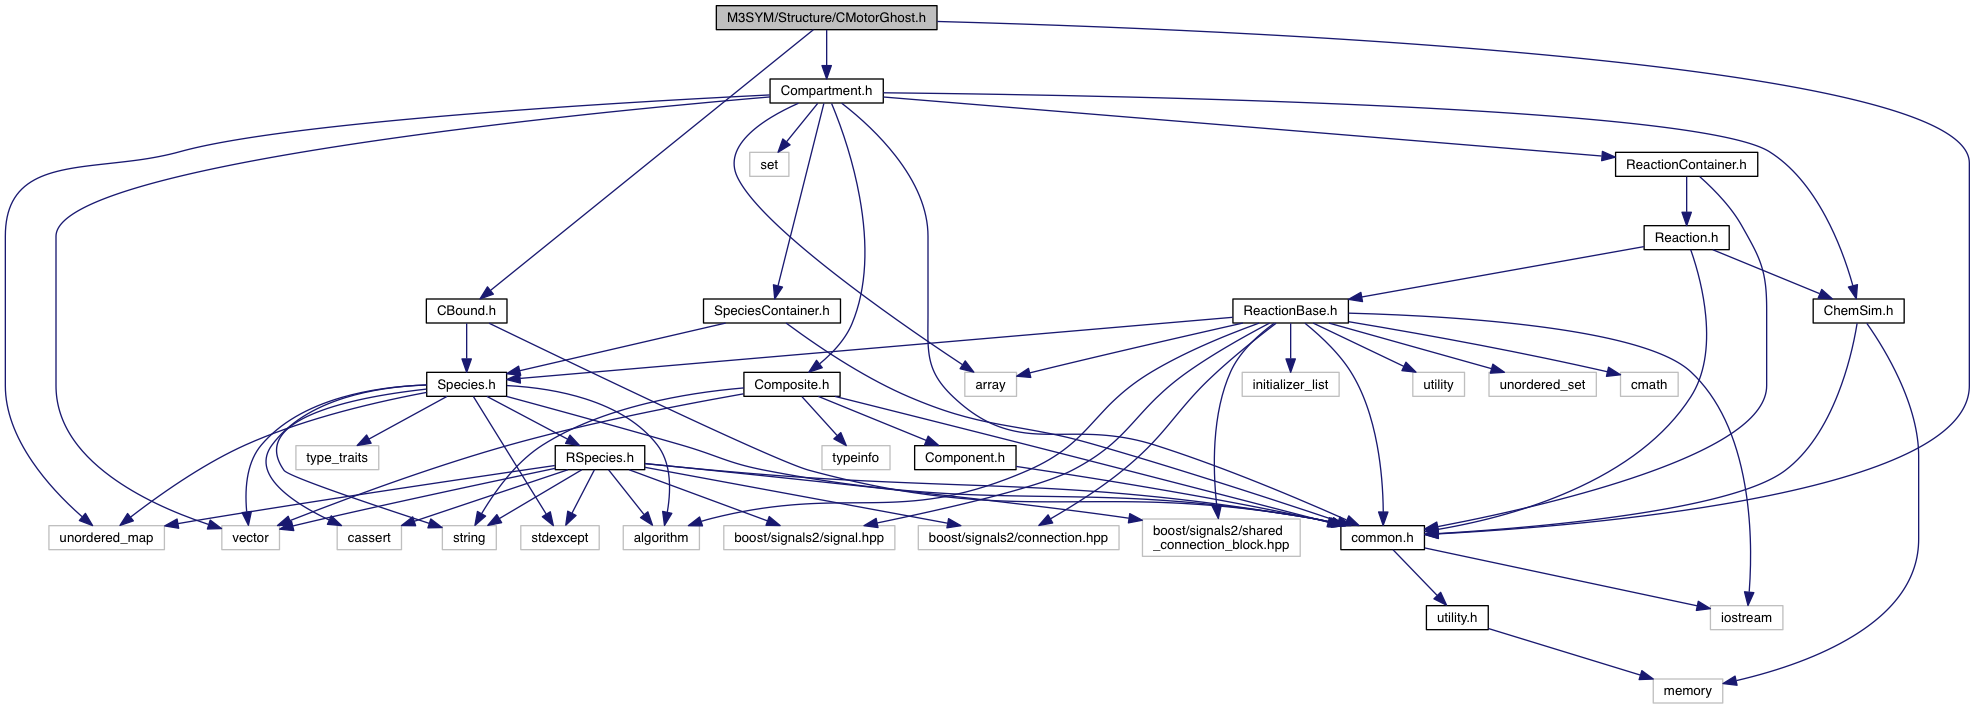 M3SYM/Structure/CMotorGhost.h
Compartment.h
set
ReactionContainer.h
Reaction.h
CBound.h
SpeciesContainer.h
ReactionBase.h
ChemSim.h
Species.h
Composite.h
array
initializer_list
utility
unordered_set
cmath
type_traits
RSpecies.h
typeinfo
Component.h
unordered_map
vector
cassert
string
stdexcept
algorithm
boost/signals2/signal.hpp
boost/signals2/connection.hpp
boost/signals2/shared
_connection_block.hpp
common.h
utility.h
iostream
memory